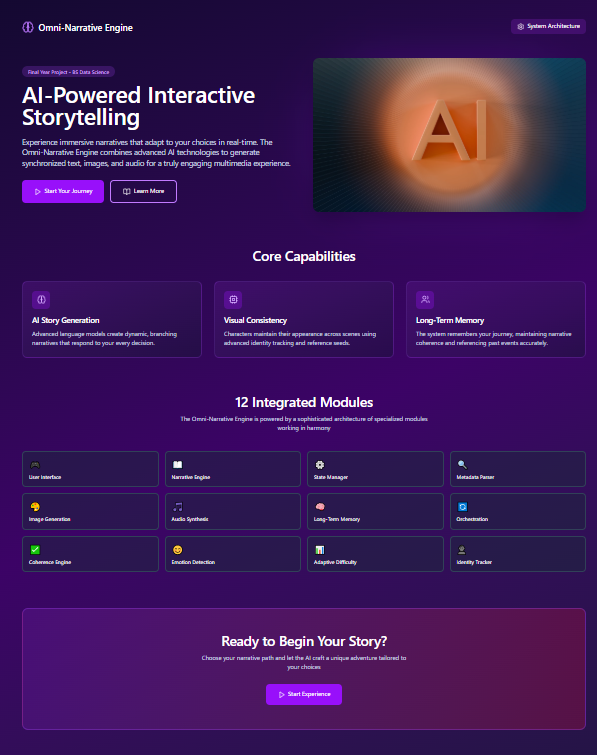 Omni-Narrative Engine
System Architecture
Final Year Project - BS Data Science
AI-Powered Interactive
Storytelling
Experience immersive narratives that adapt to your choices in real-time. The
Omni-Narrative Engine combines advanced AI technologies to generate
synchronized text, images, and audio for a truly engaging multimedia experience.
Start Your Journey
Learn More
AI
Core Capabilities
AI Story Generation
Advanced language models create dynamic, branching
narratives that respond to your every decision.
Visual Consistency
Characters maintain their appearance across scenes using
advanced identity tracking and reference seeds.
Long-Term Memory
The system remembers your journey, maintaining narrative
coherence and referencing past events accurately.
12 Integrated Modules
The Omni-Narrative Engine is powered by a sophisticated architecture of specialized modules
working in harmony
User Interface
Narrative Engine
State Manager
Metadata Parser
Image Generation
Audio Synthesis
Long-Term Memory
Orchestration
Coherence Engine
Emotion Detection
Adaptive Difficulty
Identity Tracker
Ready to Begin Your Story?
Choose your narrative path and let the AI craft a unique adventure tailored to
your choices
Start Experience